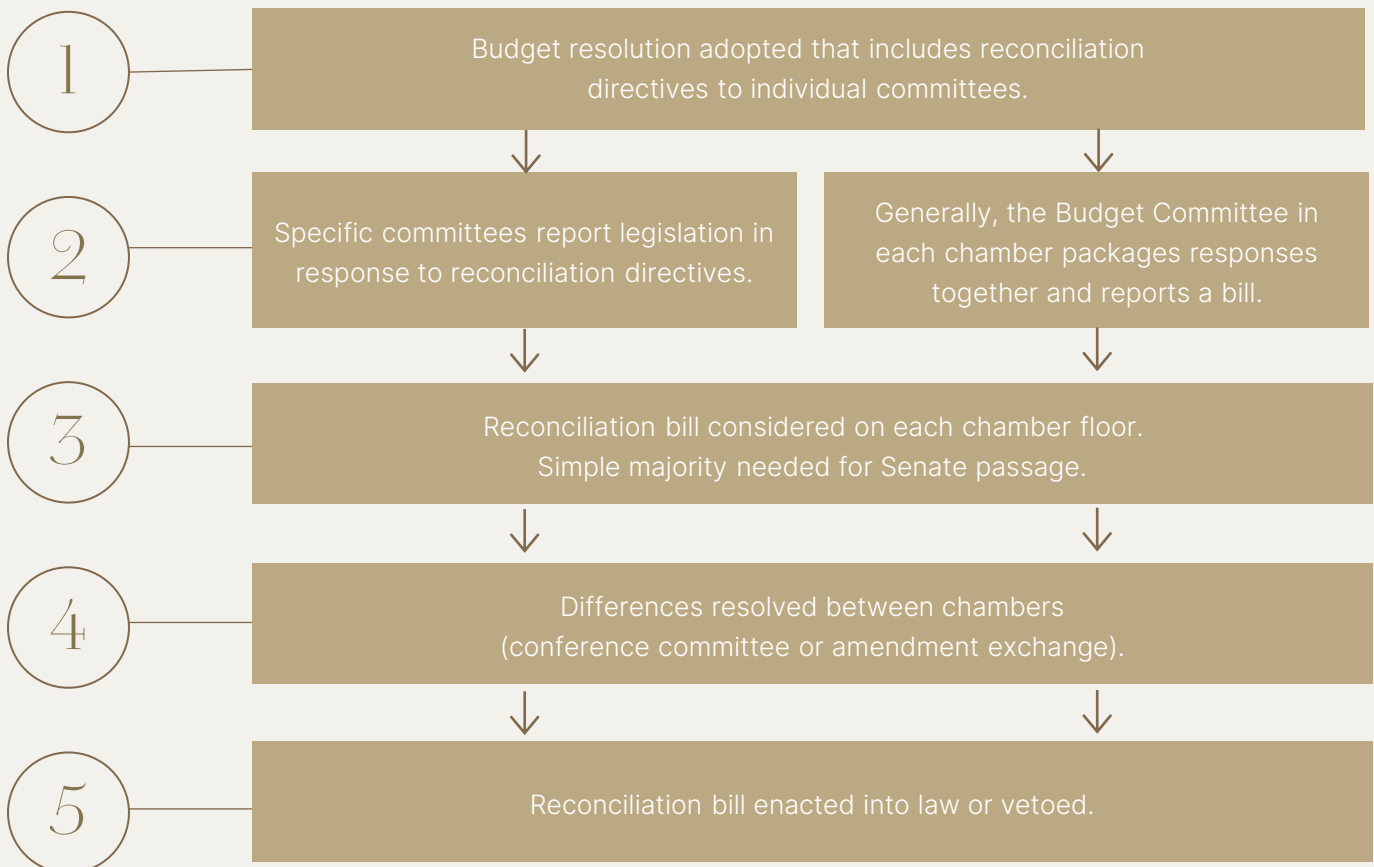 1
Budget resolution adopted that includes reconciliation
directives to individual committees.
2
Specific committees report legislation in
response to reconciliation directives.
Generally, the Budget Committee in
each chamber packages responses
together and reports a bill.
3
Reconciliation bill considered on each chamber floor.
Simple majority needed for Senate passage.
4
Differences resolved between chambers
(conference committee or amendment exchange).
5
Reconciliation bill enacted into law or vetoed.